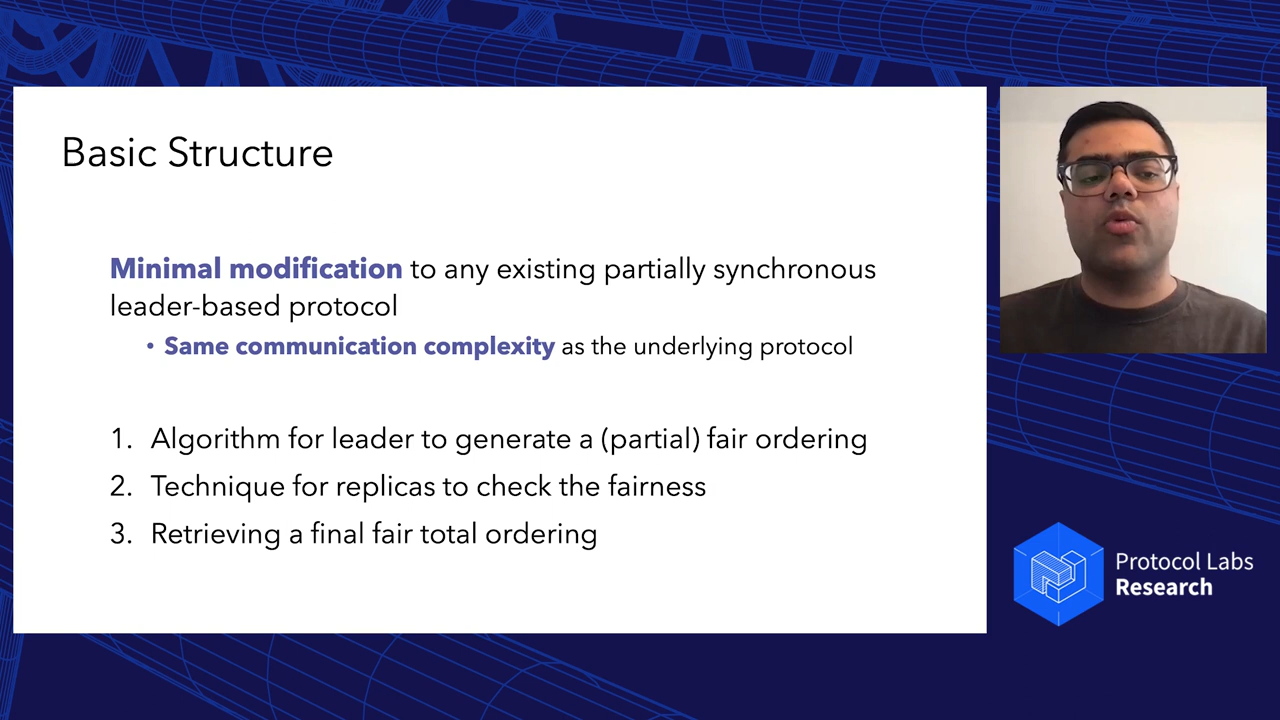 Basic Structure
Minimal modification to any existing partially synchronous
leader-based protocol
• Same communication complexity as the underlying protocol
1. Algorithm for leader to generate a (partial) fair ordering
2. Technique for replicas to check the fairness
3. Retrieving a final fair total ordering
Protocol Labs
Research